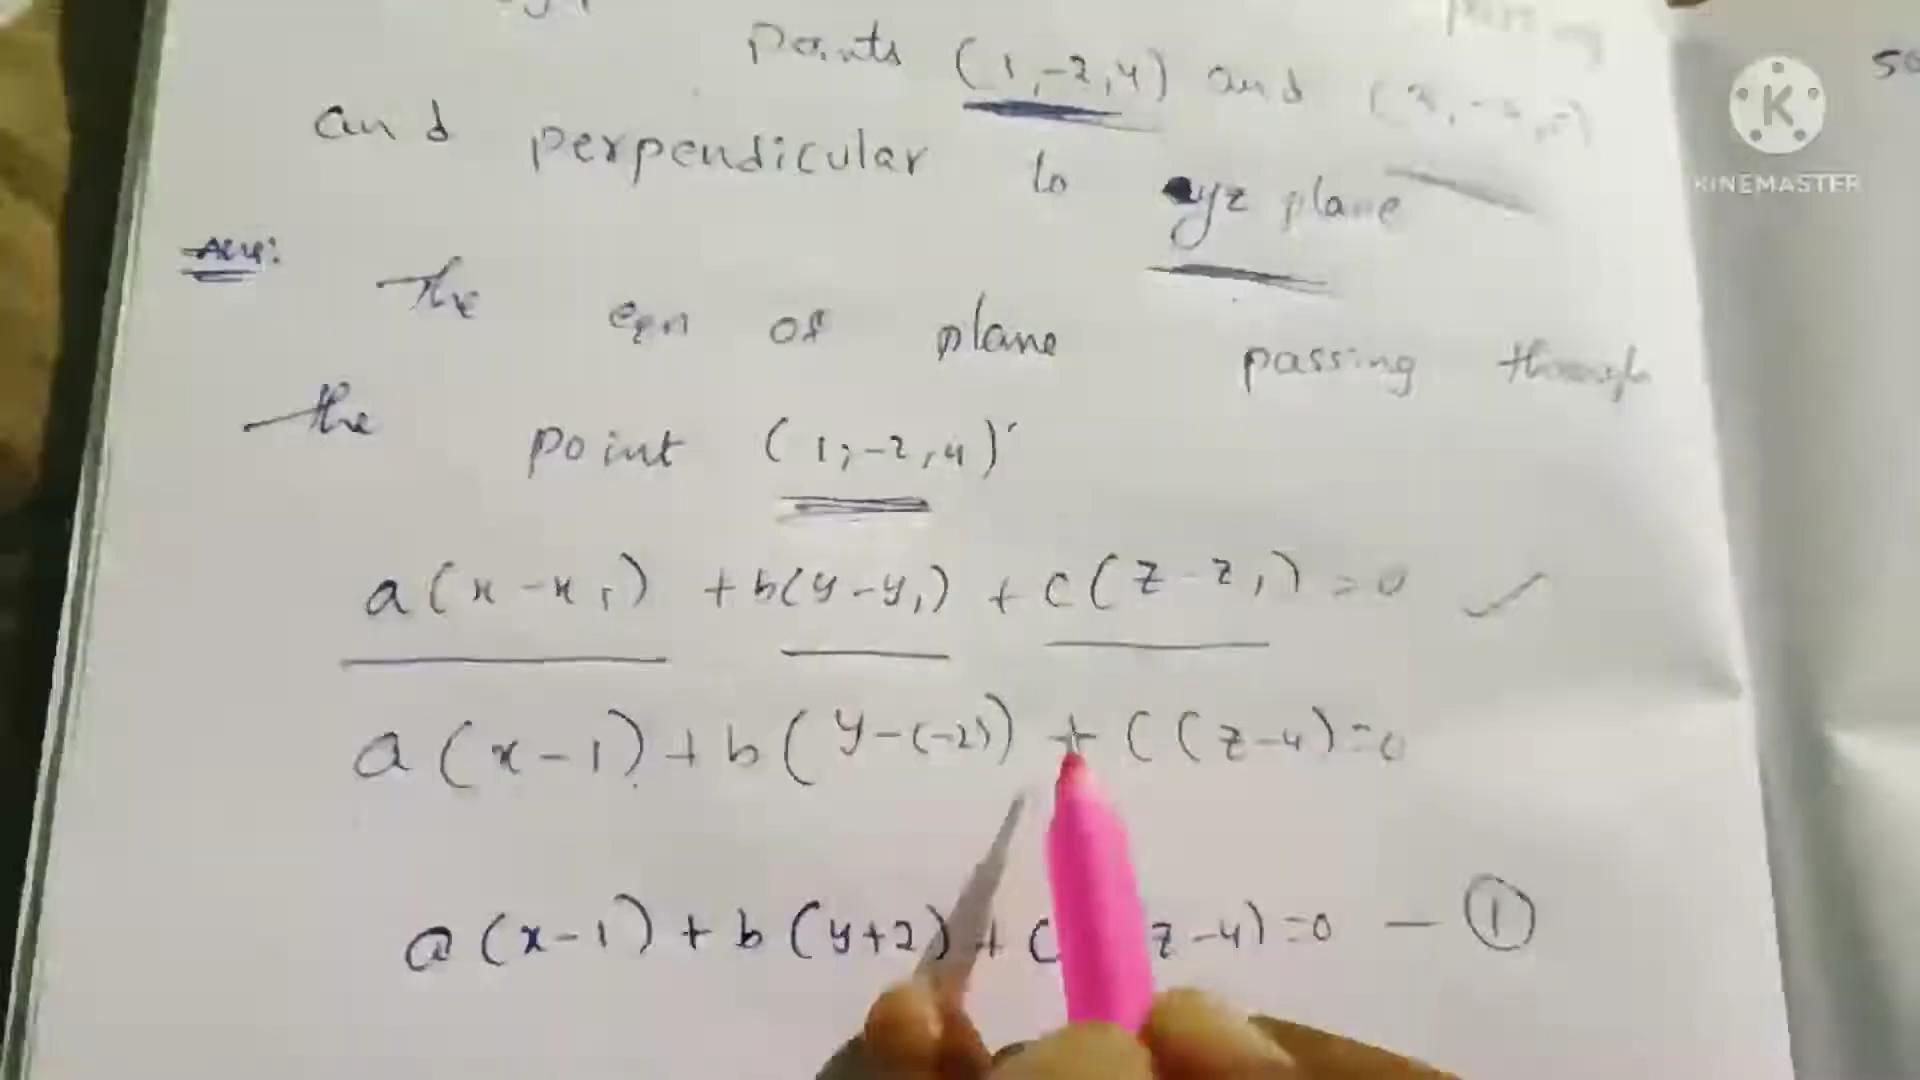 points (1,-2,4) and
and perpendicular to yz plane
Ans: The eqn of plane passing through
the point (1,-2,4)
a(x-x₁) +b(y-y₁) +c(z-z₁)=0 ✓
a(x-1)+b(y-(-2))+c(z-4)=0
a(x-1)+b(y+2)+c(z-4)=0 — ①
K
KINEMASTER